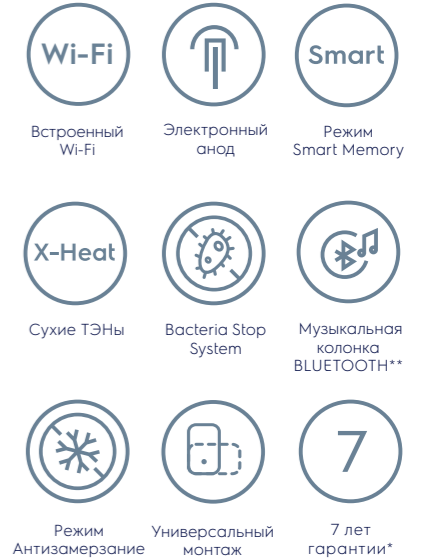 Wi-Fi
Встроенный
Wi-Fi
Электронный
анод
Smart
Режим
Smart Memory
X-Heat
Сухие ТЭНы
Bacteria Stop
System
Музыкальная
колонка
BLUETOOTH**
Режим
Антизамерзание
Универсальный
монтаж
7
7 лет
гарантии*